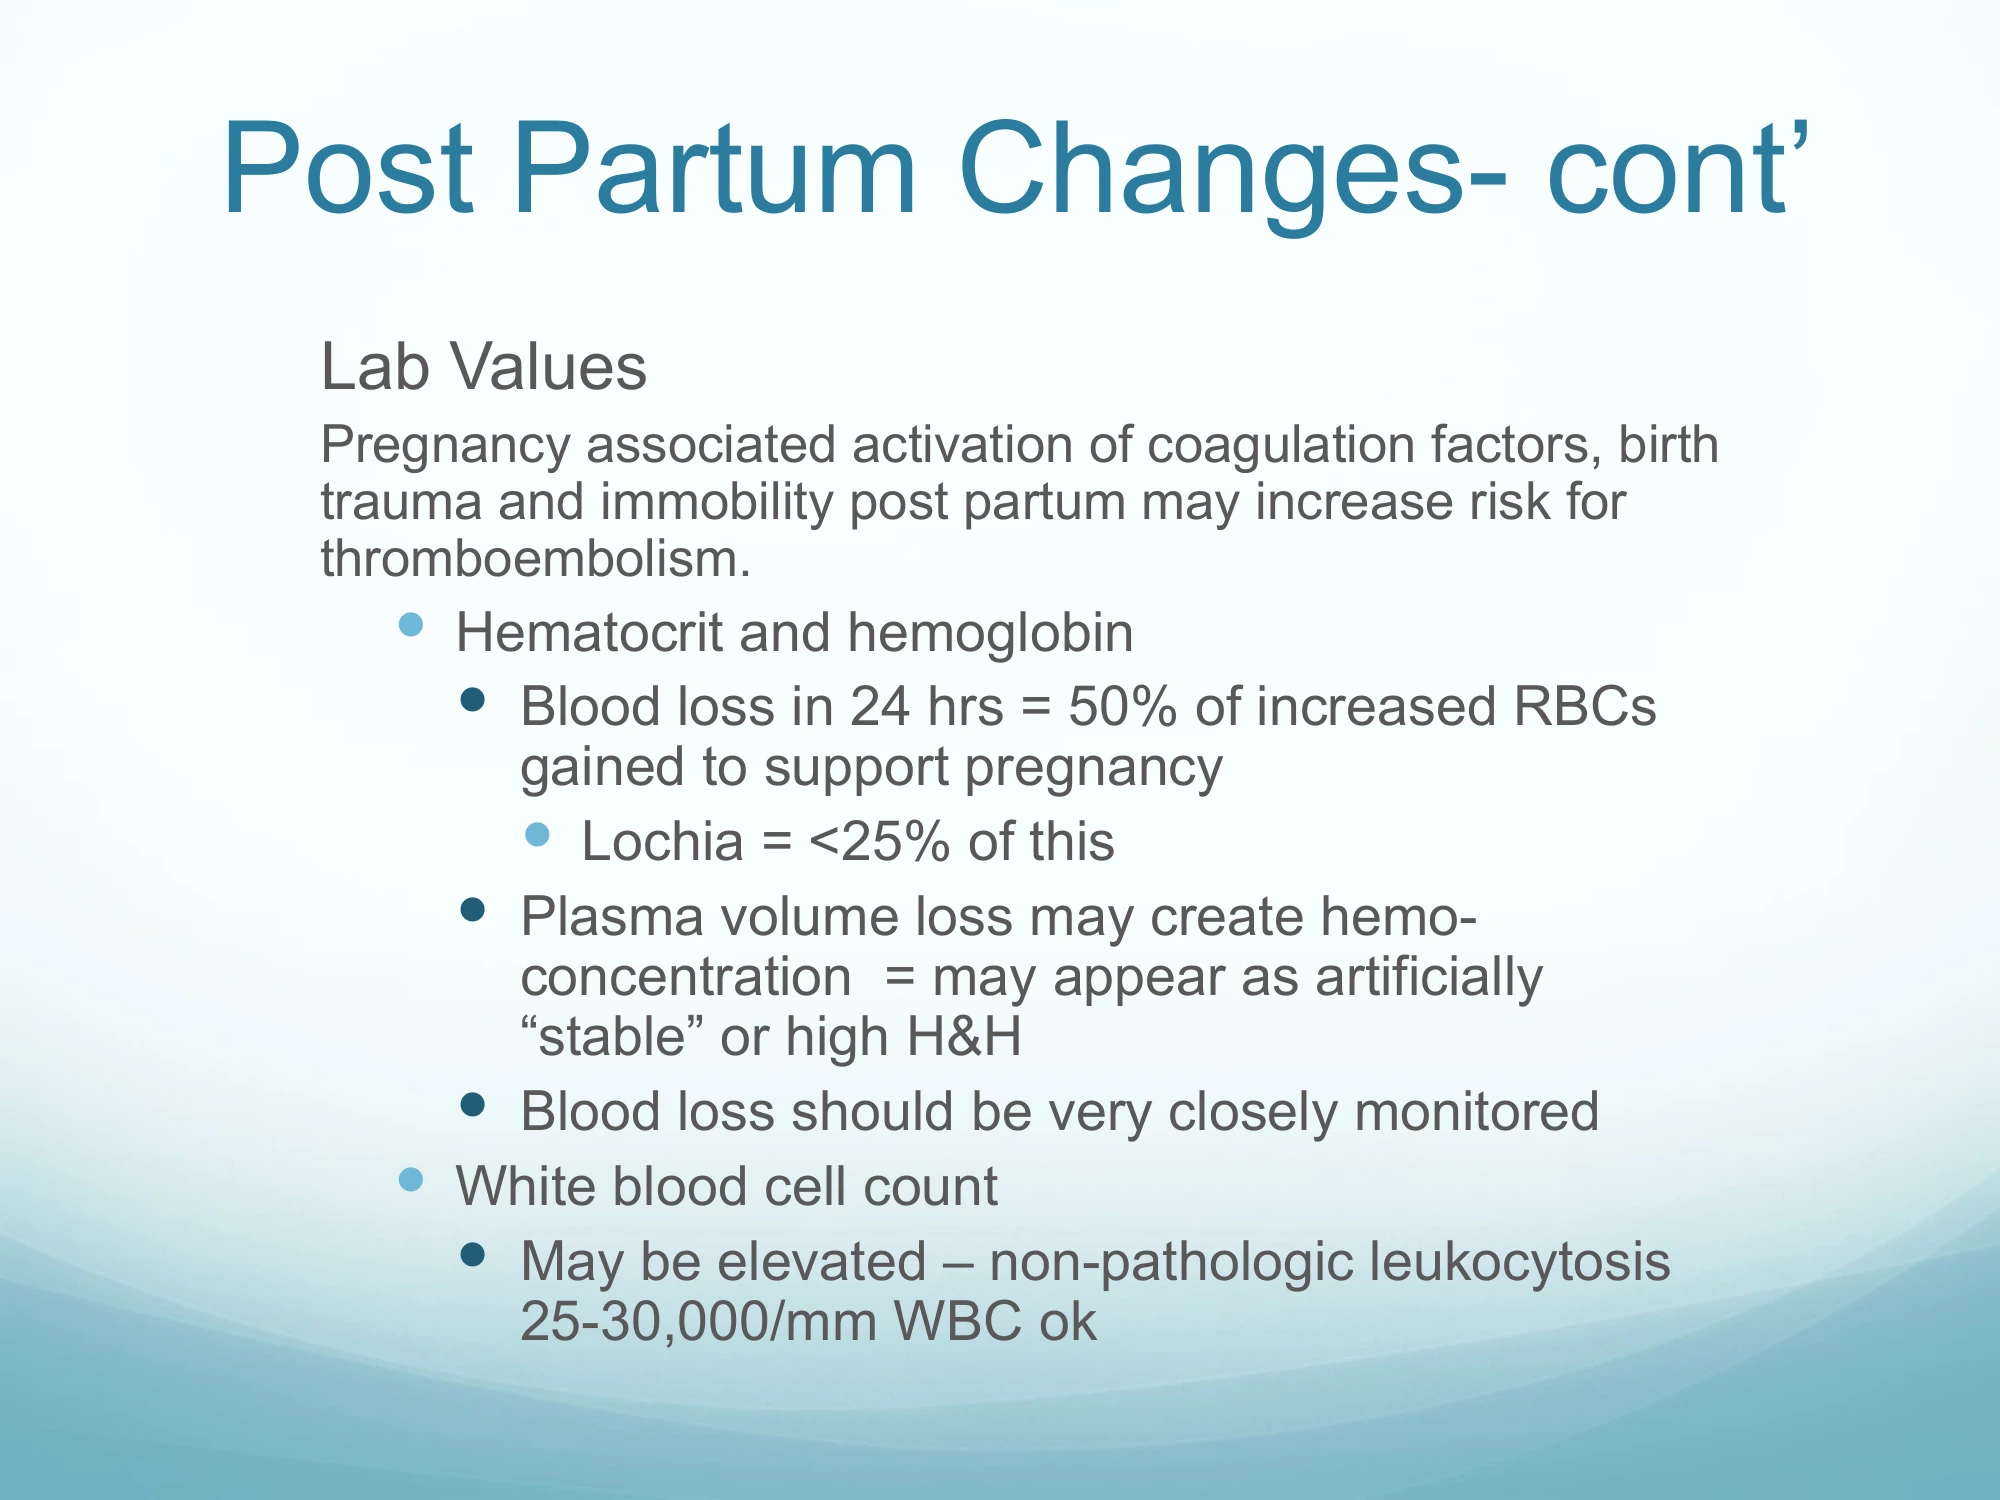 Post Partum Changes- cont’
Lab Values
Pregnancy associated activation of coagulation factors, birth
trauma and immobility post partum may increase risk for
thromboembolism.
Hematocrit and hemoglobin
Blood loss in 24 hrs = 50% of increased RBCs
gained to support pregnancy
Lochia = <25% of this
Plasma volume loss may create hemo-
concentration  = may appear as artificially
“stable” or high H&H
Blood loss should be very closely monitored
White blood cell count
May be elevated – non-pathologic leukocytosis
25-30,000/mm WBC ok